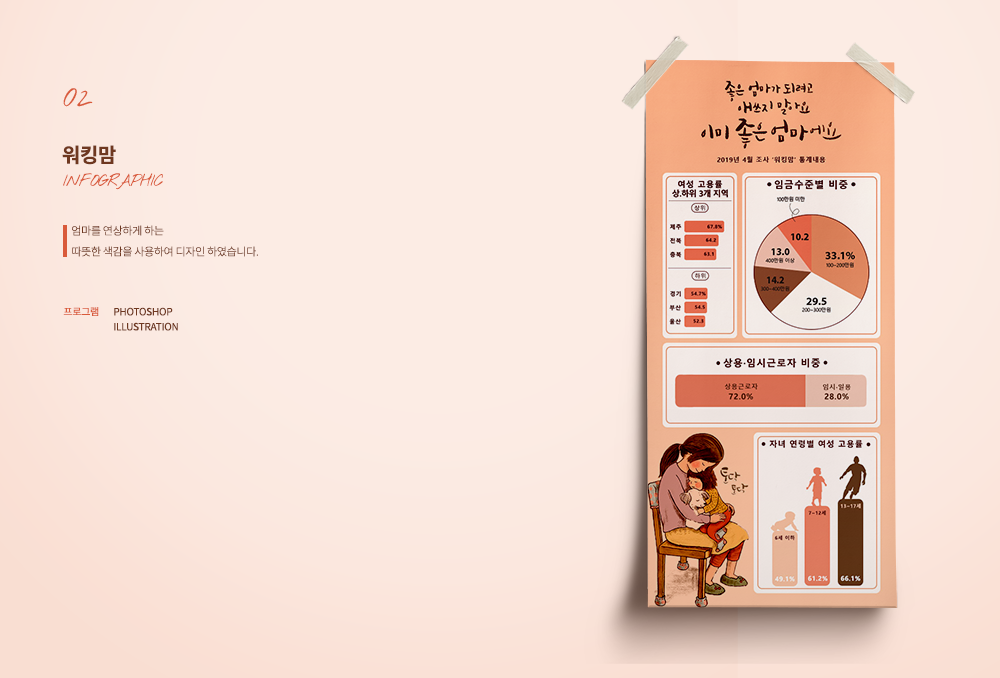 02
워킹맘
INFOGRAPHIC
엄마를 연상하게 하는
따뜻한 색감을 사용하여 디자인 하였습니다.
프로그램 PHOTOSHOP
ILLUSTRATION
좋은 엄마가 되려고
애쓰지 말아요
이미 좋은 엄마에요
2019년 4월 조사 '워킹맘' 통계내용
여성 고용률
상,하위 3개 지역
상위
제주 67.8%
전북 64.2
충북 63.1
하위
경기 54.7%
부산 54.5
울산 52.3
•임금수준별 비중•
100만원 미만
10.2
33.1%
100~200만원
13.0
400만원 이상
14.2
300~400만원
29.5
200~300만원
•상용·임시근로자 비중•
상용근로자
72.0%
임시·일용
28.0%
토닥
토닥
•자녀 연령별 여성 고용률•
6세 이하
49.1%
7~12세
61.2%
13~17세
66.1%